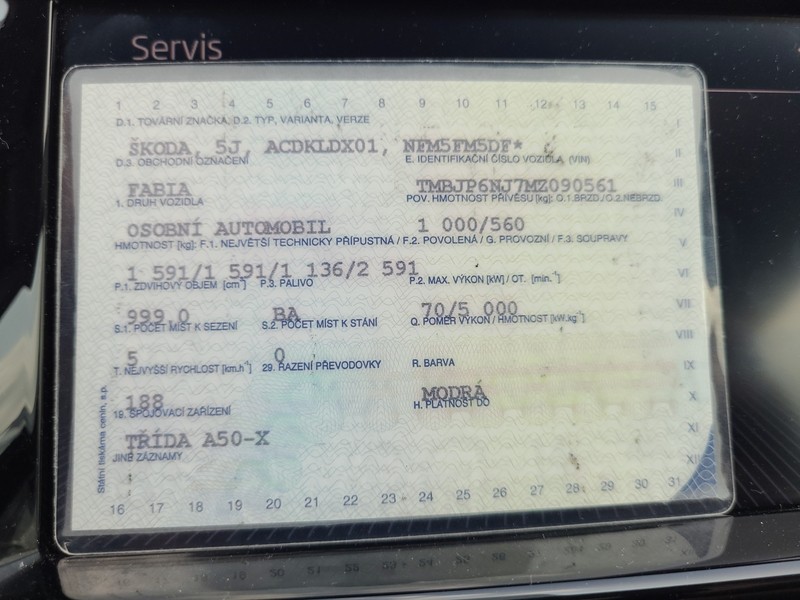 Servis
1 2 3 4 5 6 7 8 9 10 11 12 13 14 15
D.1. TOVÁRNÍ ZNAČKA, D.2. TYP, VARIANTA, VERZE
I
ŠKODA, 5J, ACDKLDX01, NFM5FM5DF*
II
D.3. OBCHODNÍ OZNAČENÍ E. IDENTIFIKAČNÍ ČÍSLO VOZIDLA (VIN)
FABIA TMBJP6NJ7MZ090561
III
1. DRUH VOZIDLA POV. HMOTNOST PŘÍVĚSU [kg]: O.1.BRZD./O.2.NEBRZD.
IV
OSOBNÍ AUTOMOBIL 1 000/560
HMOTNOST [kg]: F.1. NEJVĚTŠÍ TECHNICKY PŘÍPUSTNÁ / F.2. POVOLENÁ / G. PROVOZNÍ / F.3. SOUPRAVY
V
1 591/1 591/1 136/2 591
VI
P.1. ZDVIHOVÝ OBJEM [cm³] P.3. PALIVO P.2. MAX. VÝKON [kW] / OT. [min.⁻¹]
999,0 BA 70/5 000
VII
S.1. POČET MÍST K SEZENÍ S.2. POČET MÍST K STÁNÍ Q. POMĚR VÝKON / HMOTNOST [kW.kg⁻¹]
VIII
5 0
T. NEJVYŠŠÍ RYCHLOST [km.h⁻¹] 29. ŘAZENÍ PŘEVODOVKY R. BARVA
IX
188 MODRÁ
X
19. SPOJOVACÍ ZAŘÍZENÍ H. PLATNOST DO
TŘÍDA A50-X
XI
JINÉ ZÁZNAMY
XII
Státní tiskárna cenin, s.p.
16 17 18 19 20 21 22 23 24 25 26 27 28 29 30 31